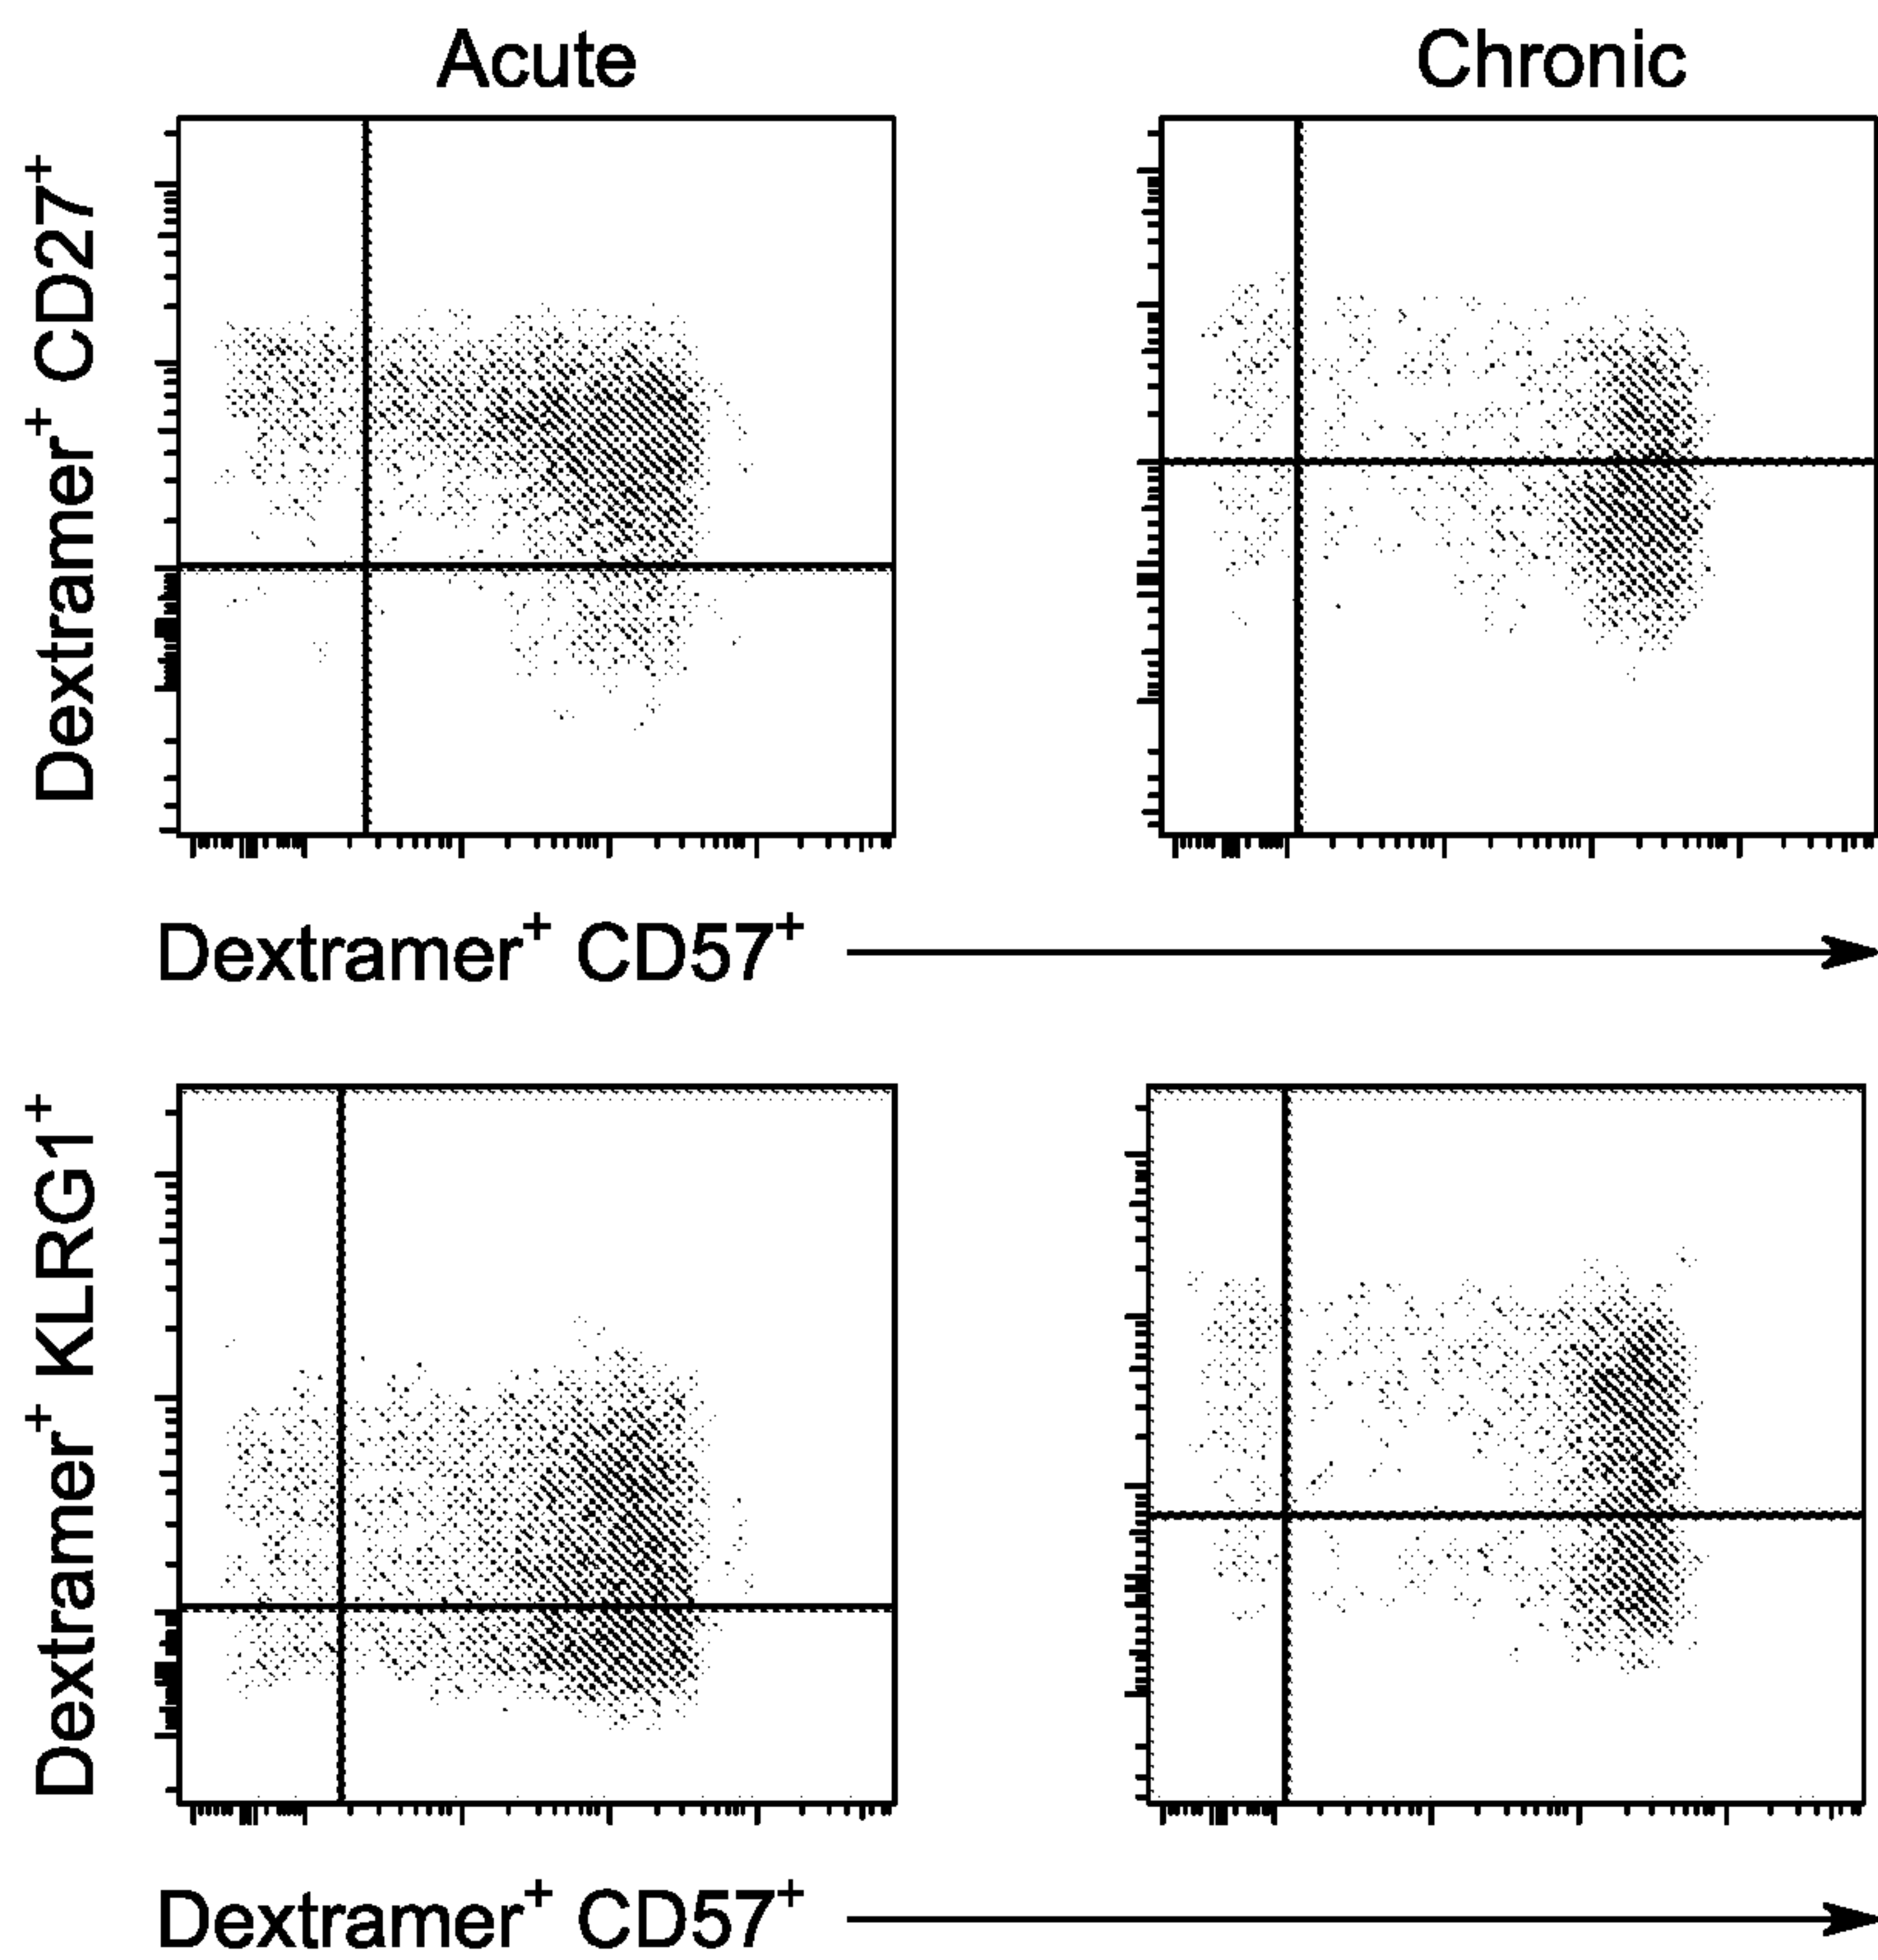 Acute
Chronic
Dextramer⁺ CD27⁺
Dextramer⁺ CD57⁺
Dextramer⁺ KLRG1⁺
Dextramer⁺ CD57⁺